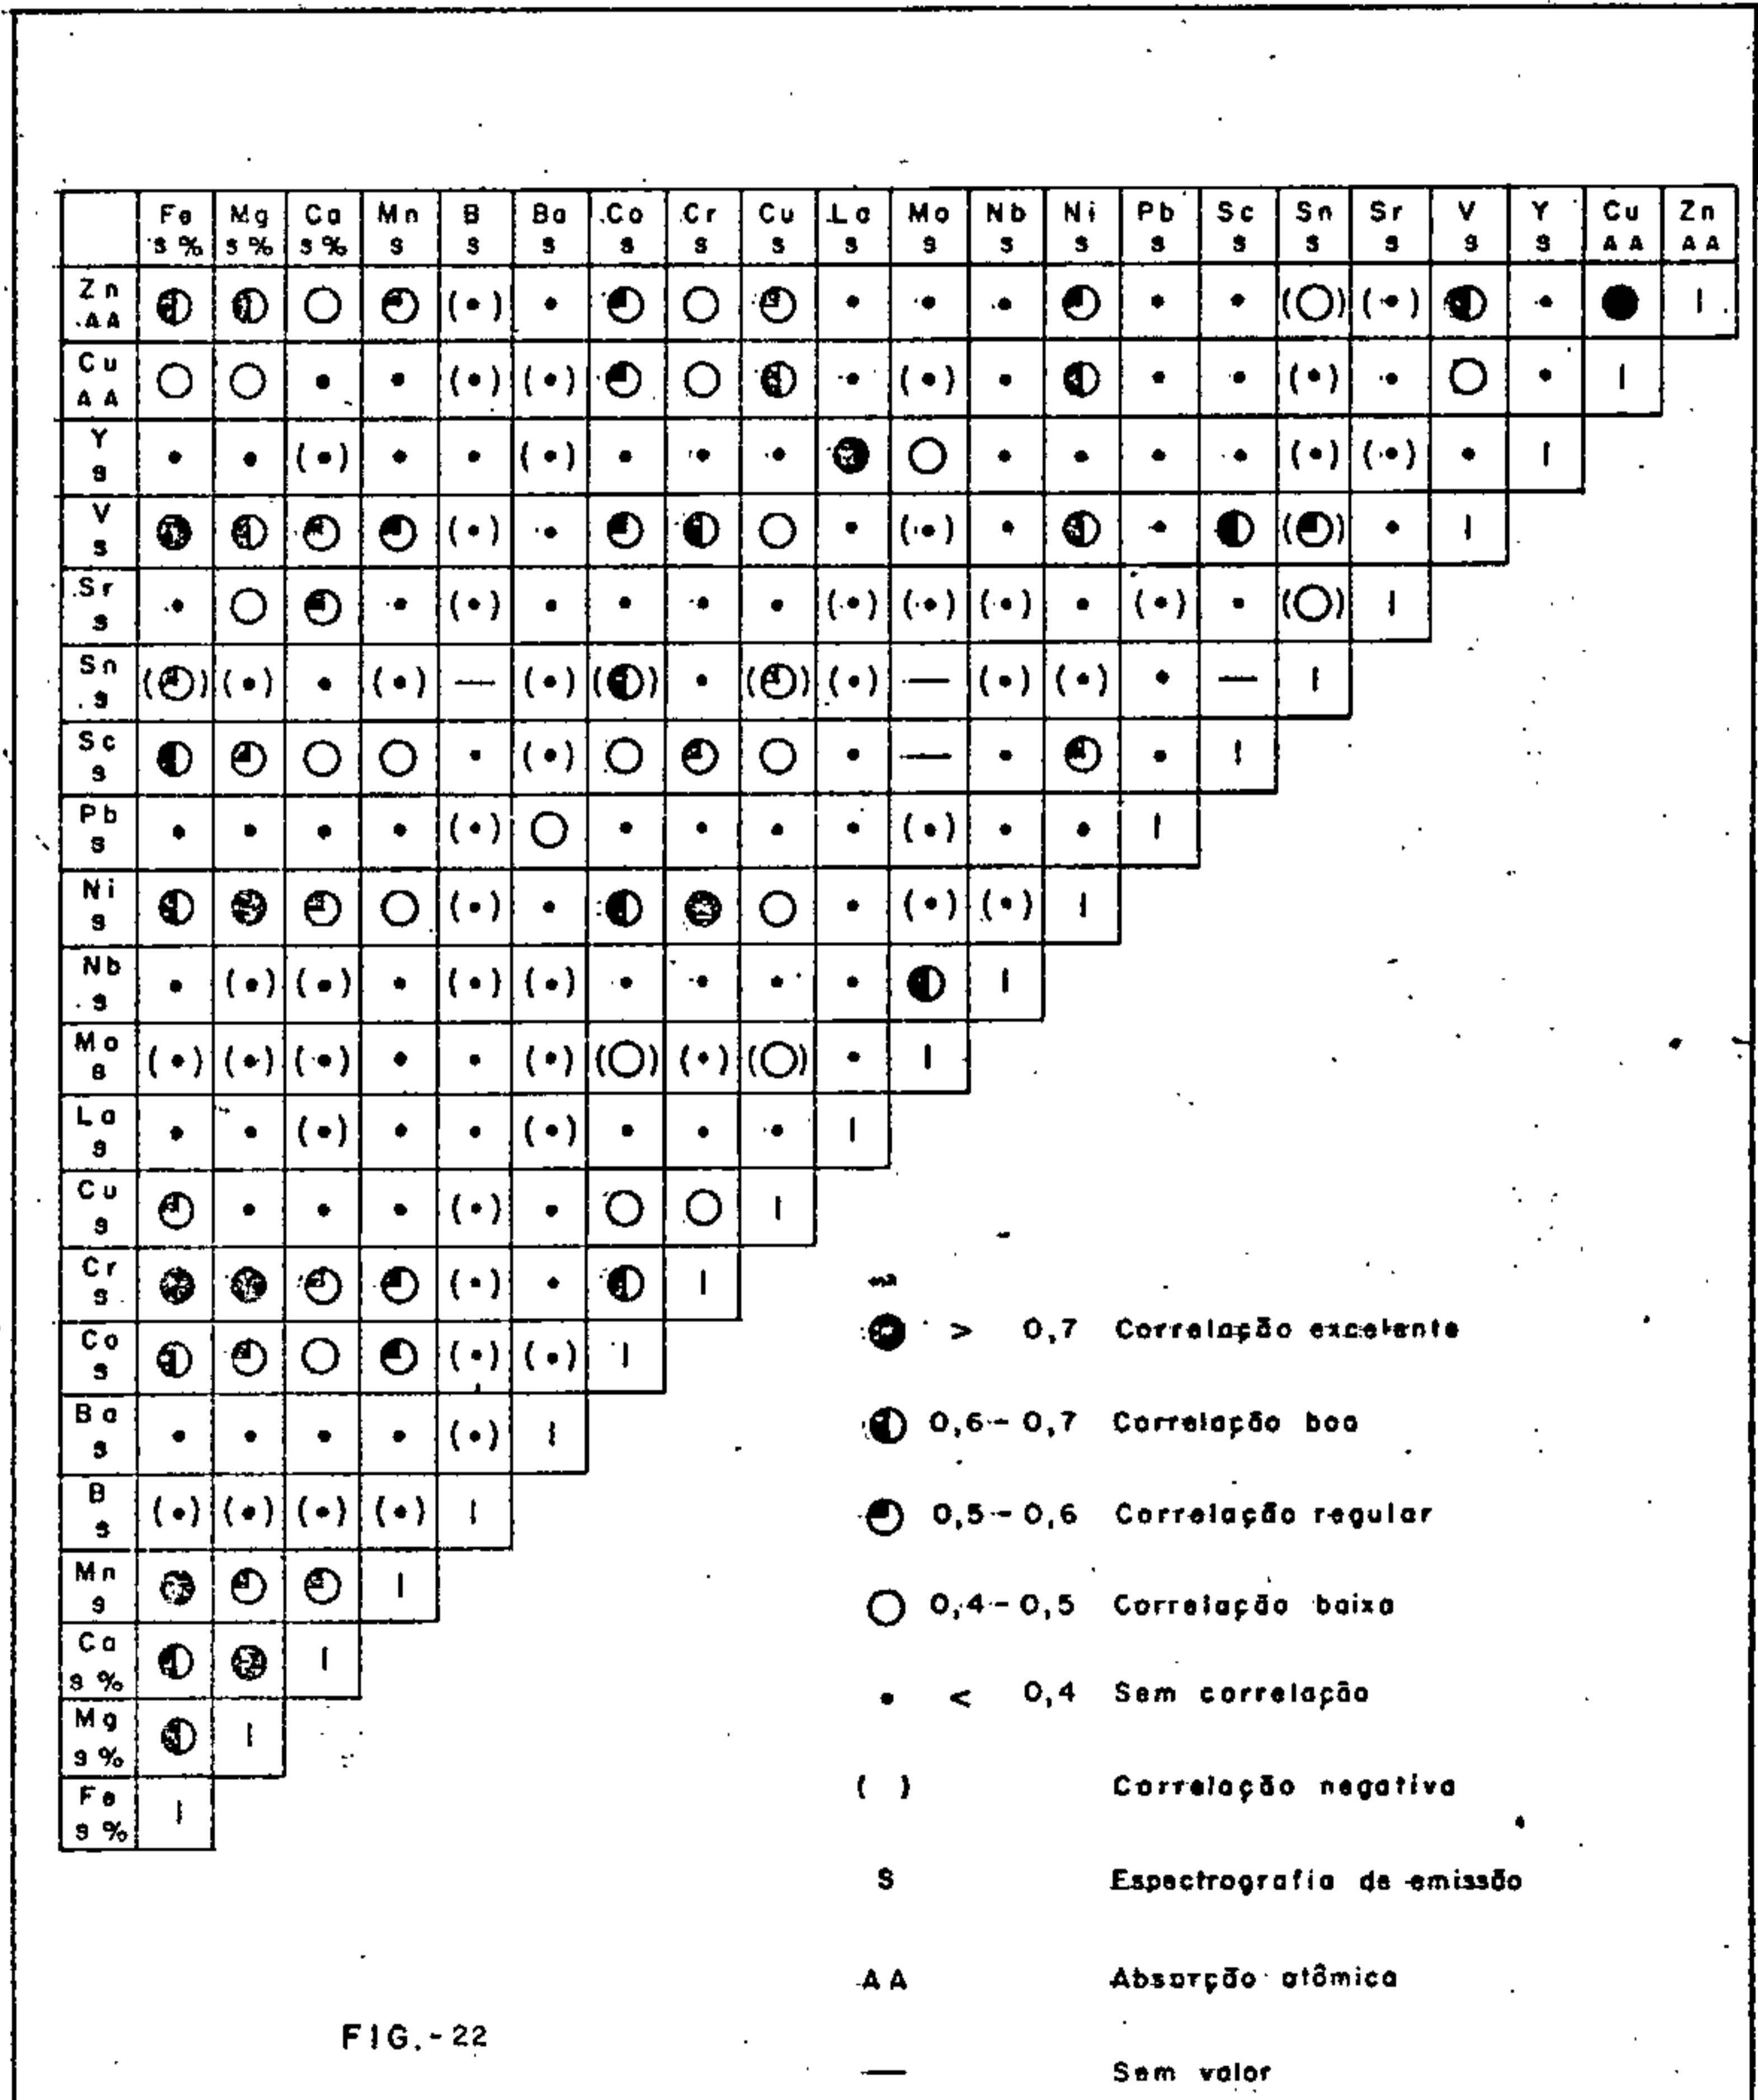 Fe Mg Ca Mn B Ba Co Cr Cu La Mo Nb Ni Pb Sc Sn Sr V Y Cu Zn
s % s % s % s s s s s s s s s s s s s s s s AA AA
Zn
AA
Cu
AA
Y
s
V
s
Sr
s
Sn
s
Sc
s
Pb
s
Ni
s
Nb
s
Mo
s
La
s
Cu
s
Cr
s
Co
s
Ba
s
B
s
Mn
s
Ca
s %
Mg
s %
Fe
s %
> 0,7 Correlação excelente
0,6 - 0,7 Correlação boa
0,5 - 0,6 Correlação regular
0,4 - 0,5 Correlação baixa
• < 0,4 Sem correlação
( ) Correlação negativa
S Espectrografia de emissão
AA Absorção atômica
— Sem valor
FIG.-22